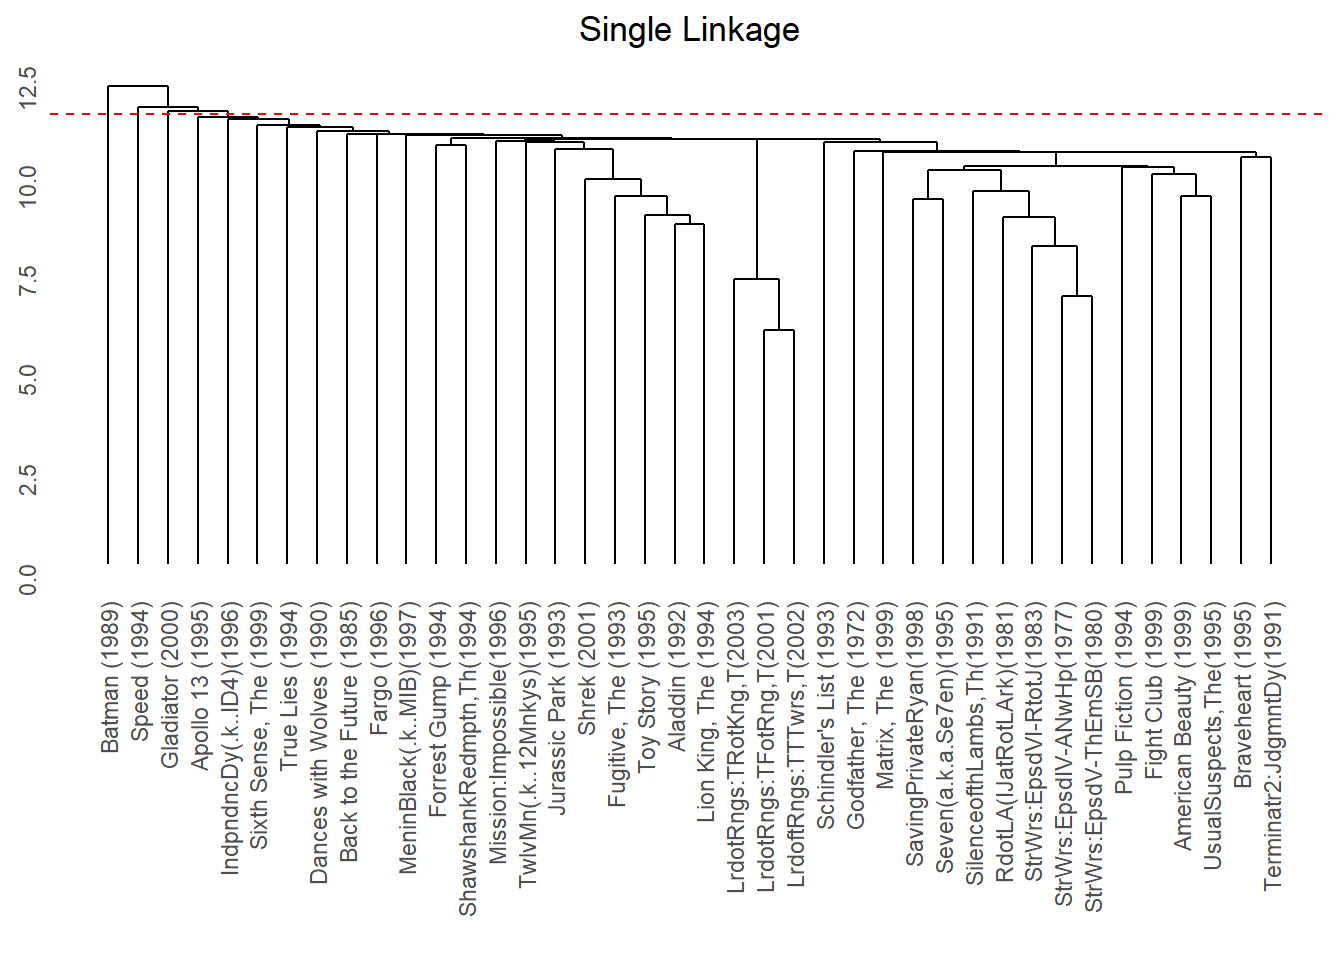 Single Linkage
12.5
10.0
7.5
5.0
2.5
0.0
Batman (1989)
Speed (1994)
Gladiator (2000)
Apollo 13 (1995)
IndpndncDy(.k..ID4)(1996)
Sixth Sense, The (1999)
True Lies (1994)
Dances with Wolves (1990)
Back to the Future (1985)
Fargo (1996)
MeninBlack(.k..MIB)(1997)
Forrest Gump (1994)
ShawshankRedmptn,Th(1994)
Mission:Impossible(1996)
TwlvMn(.k..12Mnkys)(1995)
Jurassic Park (1993)
Shrek (2001)
Fugitive, The (1993)
Toy Story (1995)
Aladdin (1992)
Lion King, The (1994)
LrdotRngs:TRotKng,T(2003)
LrdotRngs:TFotRng,T(2001)
LrdoftRngs:TTTwrs,T(2002)
Schindler's List (1993)
Godfather, The (1972)
Matrix, The (1999)
SavingPrivateRyan(1998)
Seven(a.k.a.Se7en)(1995)
SilenceofthLambs,Th(1991)
RdotLA(IJatRotLArk)(1981)
StrWrs:EpsdVI-RtotJ(1983)
StrWrs:EpsdIV-ANwHp(1977)
StrWrs:EpsdV-ThEmSB(1980)
Pulp Fiction (1994)
Fight Club (1999)
American Beauty (1999)
UsualSuspects,The(1995)
Braveheart (1995)
Terminatr2:JdgmntDy(1991)